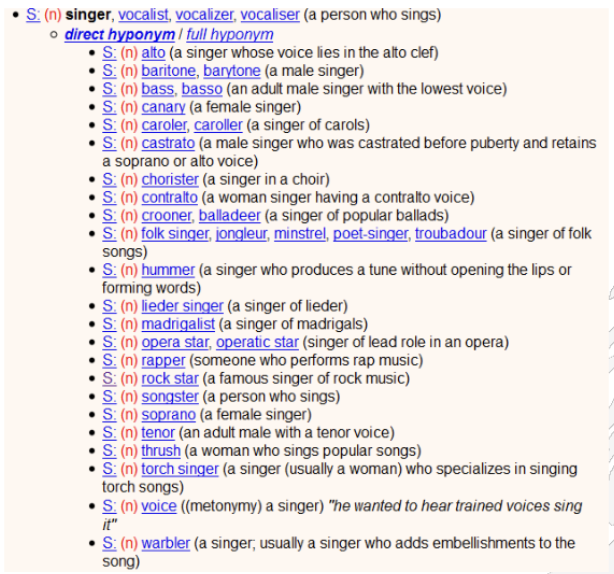 S: (n) singer, vocalist, vocalizer, vocaliser (a person who sings)
direct hyponym / full hyponym
S: (n) alto (a singer whose voice lies in the alto clef)
S: (n) baritone, barytone (a male singer)
S: (n) bass, basso (an adult male singer with the lowest voice)
S: (n) canary (a female singer)
S: (n) caroler, caroller (a singer of carols)
S: (n) castrato (a male singer who was castrated before puberty and retains
a soprano or alto voice)
S: (n) chorister (a singer in a choir)
S: (n) contralto (a woman singer having a contralto voice)
S: (n) crooner, balladeer (a singer of popular ballads)
S: (n) folk singer, jongleur, minstrel, poet-singer, troubadour (a singer of folk
songs)
S: (n) hummer (a singer who produces a tune without opening the lips or
forming words)
S: (n) lieder singer (a singer of lieder)
S: (n) madrigalist (a singer of madrigals)
S: (n) opera star, operatic star (singer of lead role in an opera)
S: (n) rapper (someone who performs rap music)
S: (n) rock star (a famous singer of rock music)
S: (n) songster (a person who sings)
S: (n) soprano (a female singer)
S: (n) tenor (an adult male with a tenor voice)
S: (n) thrush (a woman who sings popular songs)
S: (n) torch singer (a singer (usually a woman) who specializes in singing
torch songs)
S: (n) voice ((metonymy) a singer) "he wanted to hear trained voices sing
it"
S: (n) warbler (a singer; usually a singer who adds embellishments to the
song)